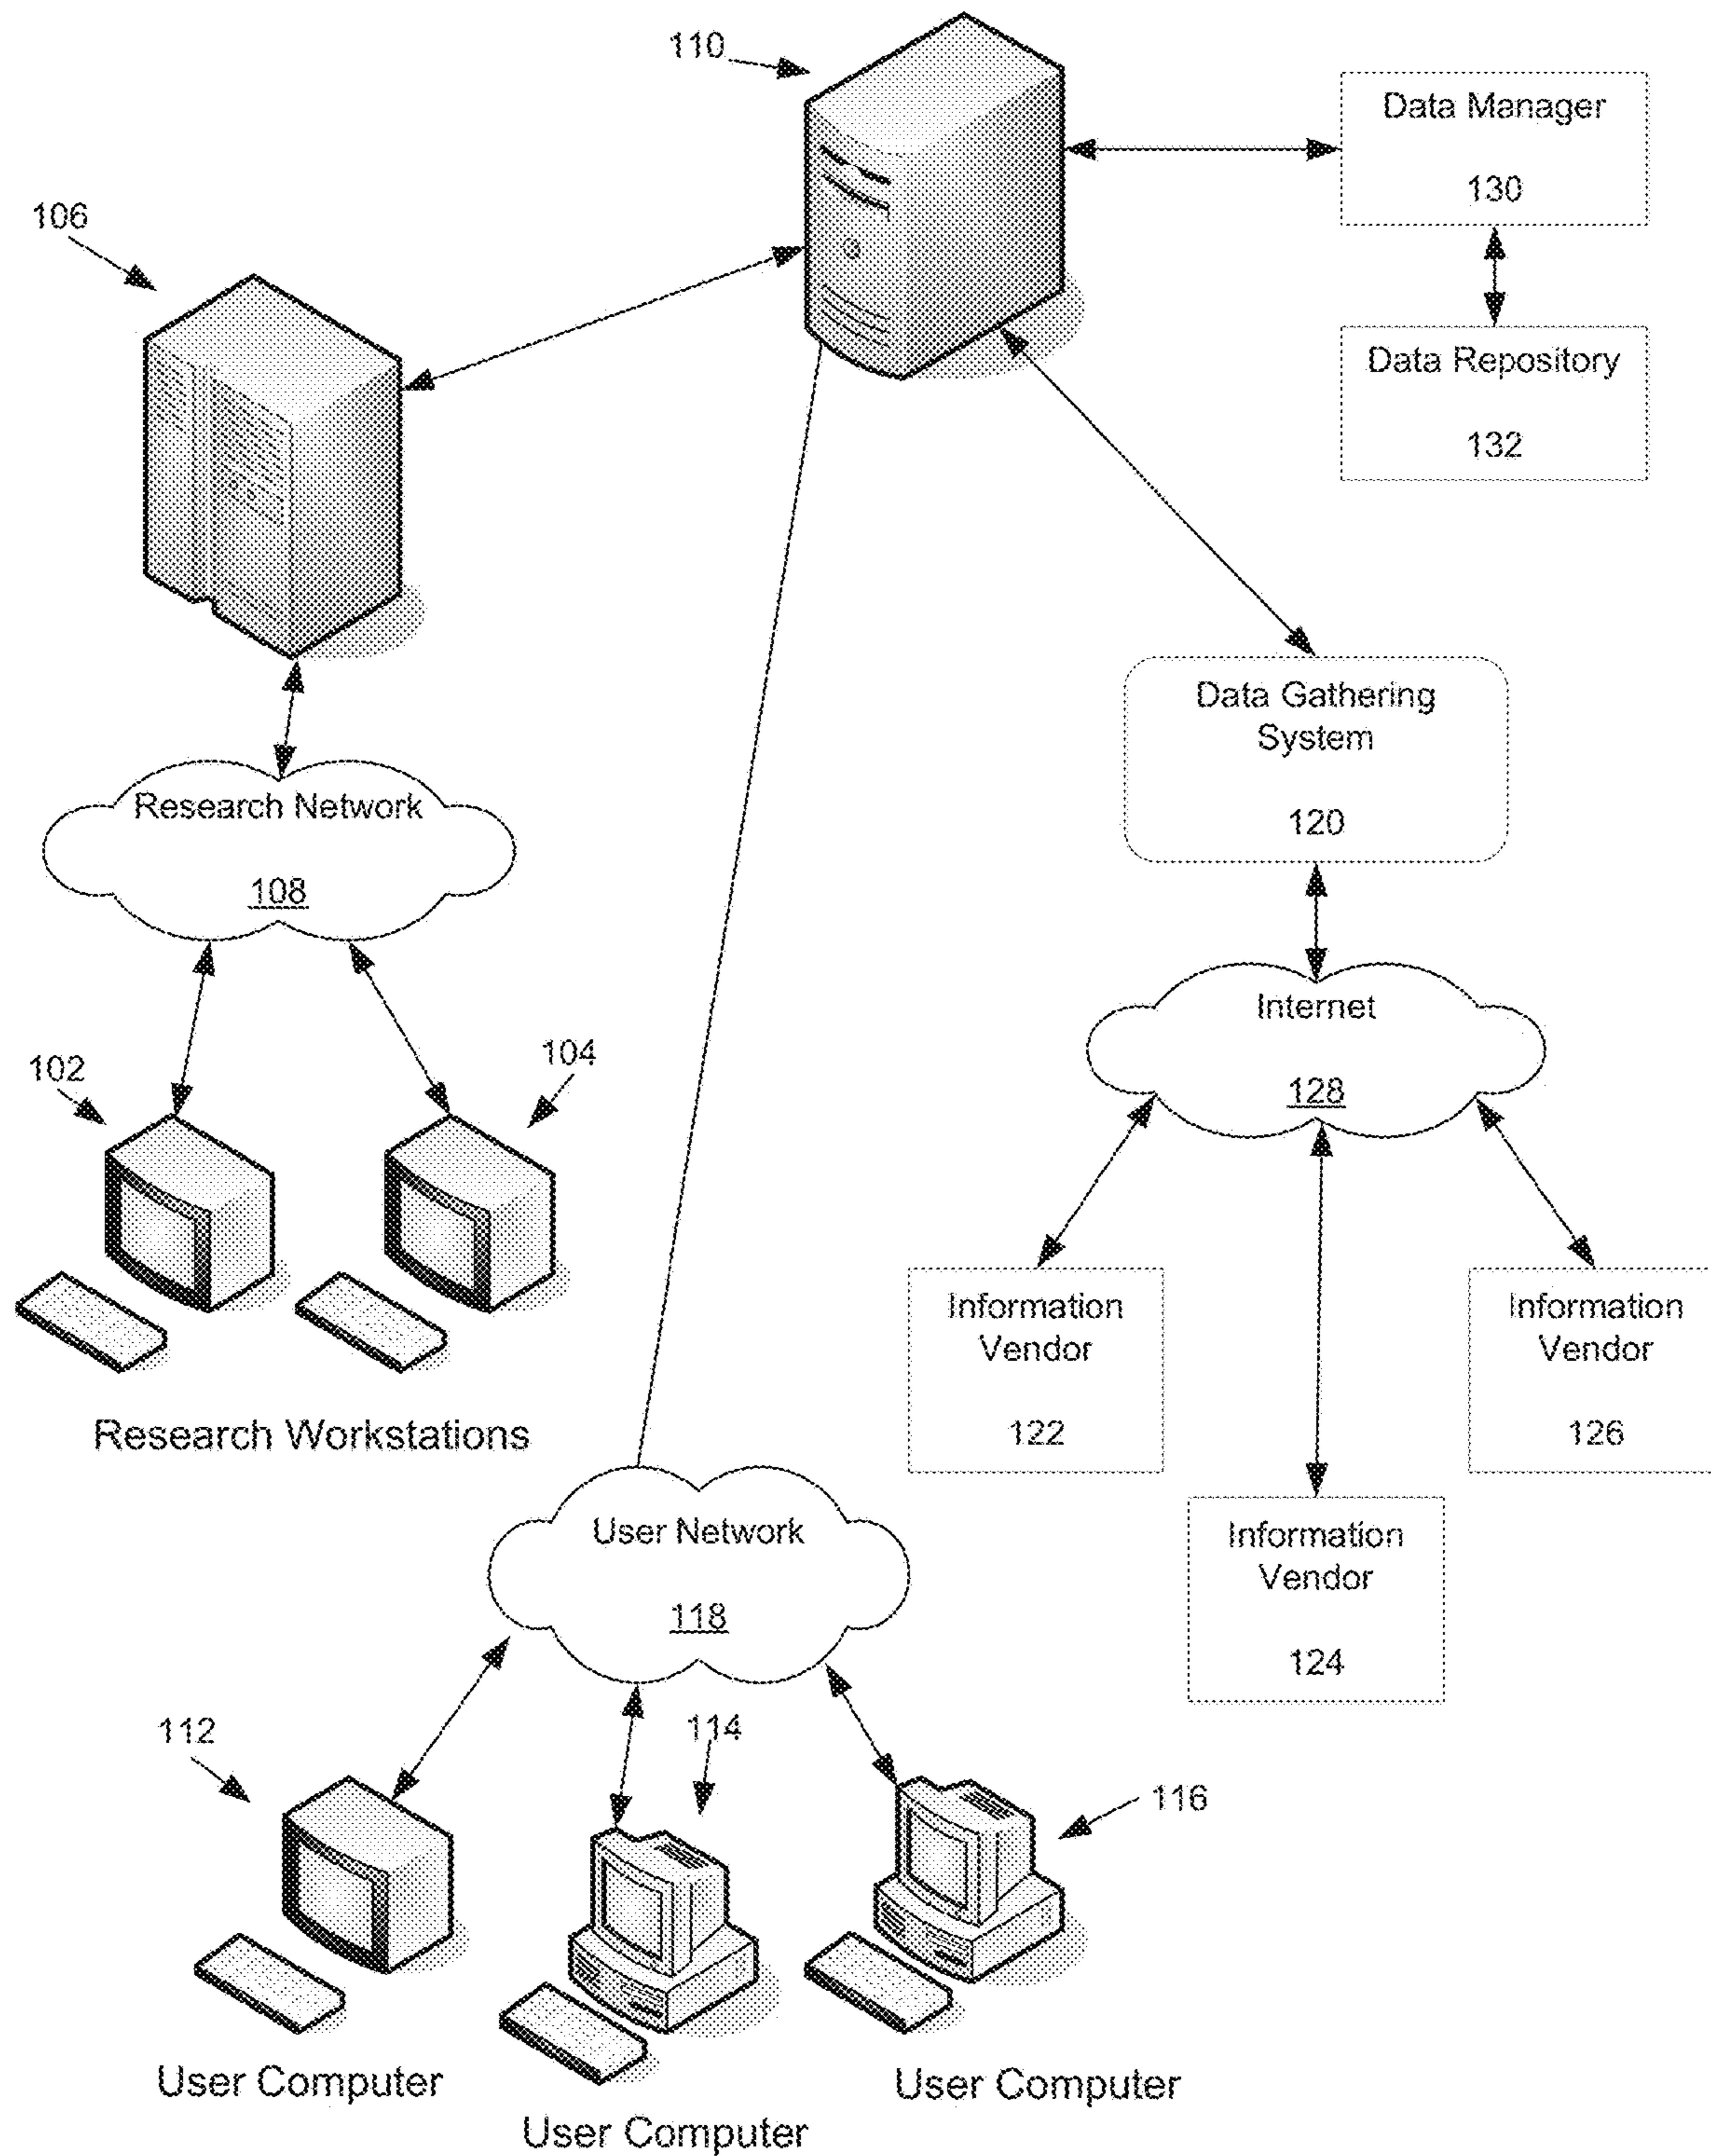 110
Data Manager
130
106
Data Repository
132
Data Gathering
System
120
Research Network
108
Internet
128
102
104
Information
Vendor
122
Information
Vendor
126
Research Workstations
Information
Vendor
124
User Network
118
112
114
116
User Computer
User Computer
User Computer